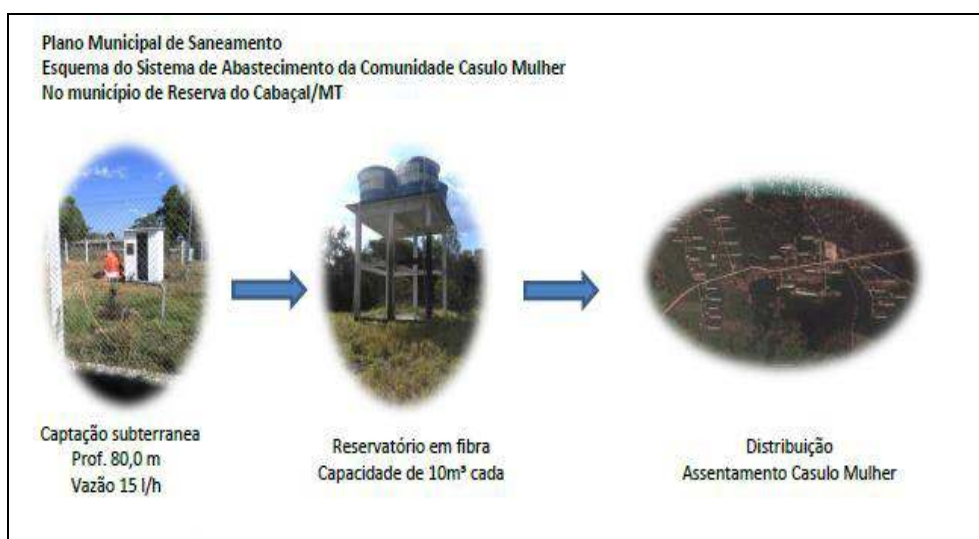 Plano Municipal de Saneamento
Esquema do Sistema de Abastecimento da Comunidade Casulo Mulher
No município de Reserva do Cabaçal/MT
Captação subterranea
Prof. 80,0 m
Vazão 15 l/h
Reservatório em fibra
Capacidade de 10m³ cada
Distribuição
Assentamento Casulo Mulher